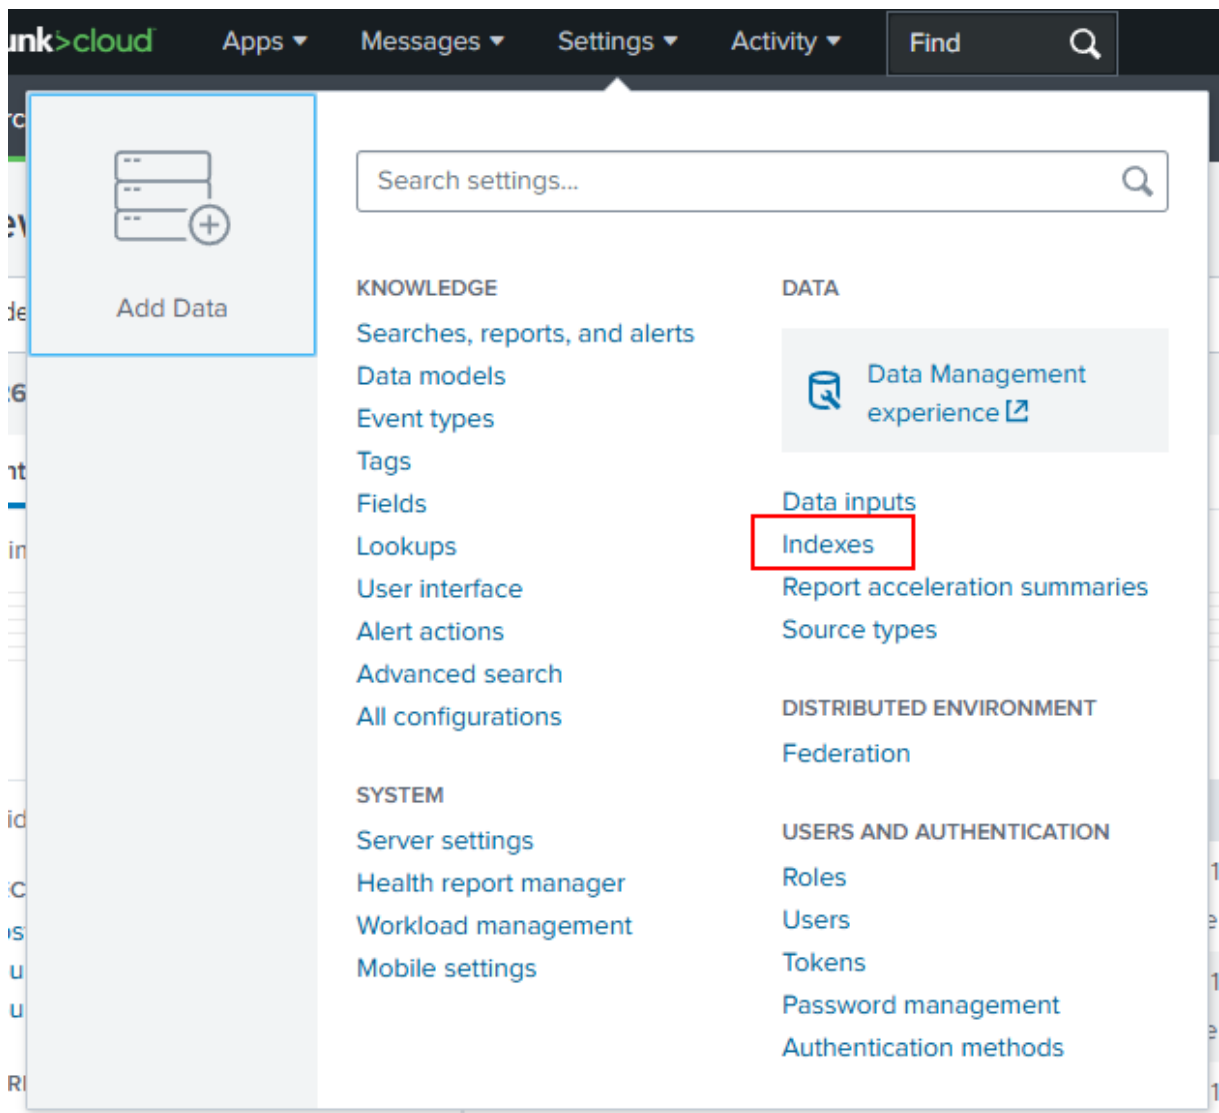 unk>cloud Apps Messages Settings Activity Find
Add Data
Search settings...
KNOWLEDGE
Searches, reports, and alerts
Data models
Event types
Tags
Fields
Lookups
User interface
Alert actions
Advanced search
All configurations
SYSTEM
Server settings
Health report manager
Workload management
Mobile settings
DATA
Data Management
experience
Data inputs
Indexes
Report acceleration summaries
Source types
DISTRIBUTED ENVIRONMENT
Federation
USERS AND AUTHENTICATION
Roles
Users
Tokens
Password management
Authentication methods